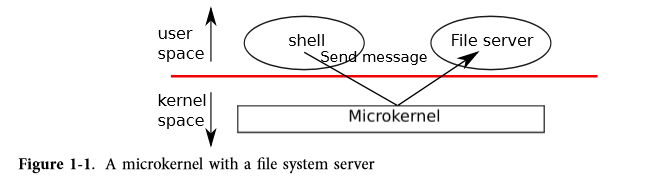 user
space
shell
File server
Send message
kernel
space
Microkernel
Figure 1-1. A microkernel with a file system server